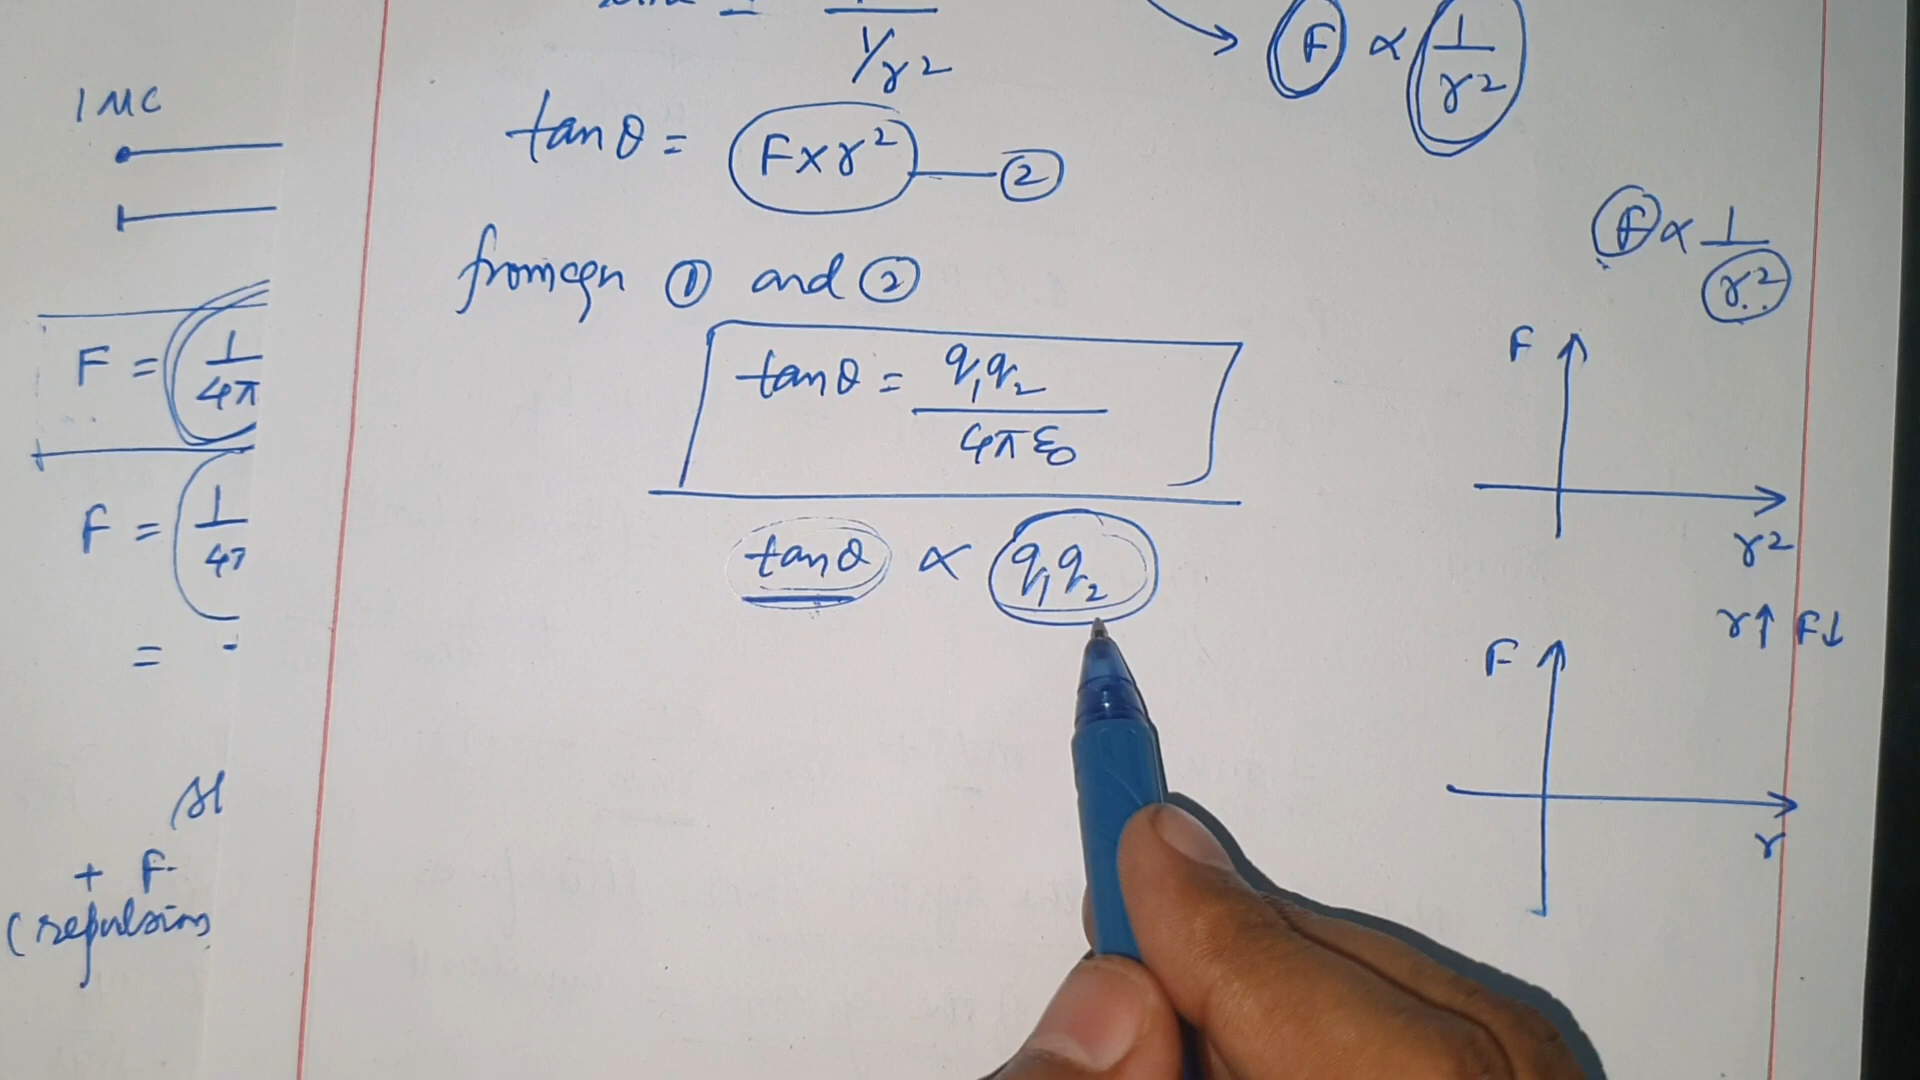 1/r²
F ∝ 1/r²
1MC
tanθ = F×r² — ②
F ∝ 1/r²
from eqn ① and ②
F = 1/4π
tanθ = q₁q₂/4πε₀
F
r²
F = 1/4π
tanθ ∝ q₁q₂
r↑ F↓
=
F
r
+ F-
(repulsion